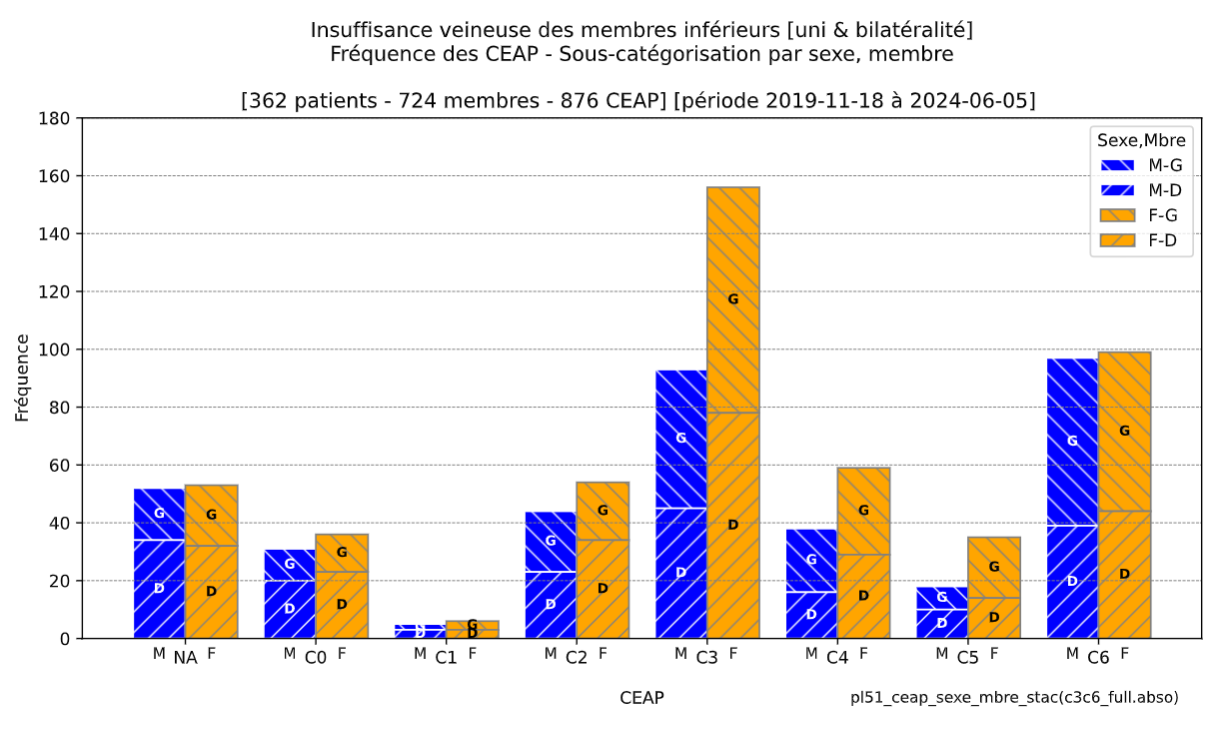 Insuffisance veineuse des membres inférieurs [uni & bilatéralité]
Fréquence des CEAP - Sous-catégorisation par sexe, membre
[362 patients - 724 membres - 876 CEAP] [période 2019-11-18 à 2024-06-05]
180
160
140
120
100
80
60
40
20
0
Fréquence
Sexe,Mbre
M-G
M-D
F-G
F-D
G
D
G
D
G
D
G
D
G
D
G
D
G
D
G
D
G
D
G
D
G
D
G
D
G
D
G
D
G
D
G
D
M NA F
M C0 F
M C1 F
M C2 F
M C3 F
M C4 F
M C5 F
M C6 F
CEAP
pl51_ceap_sexe_mbre_stac(c3c6_full.abso)